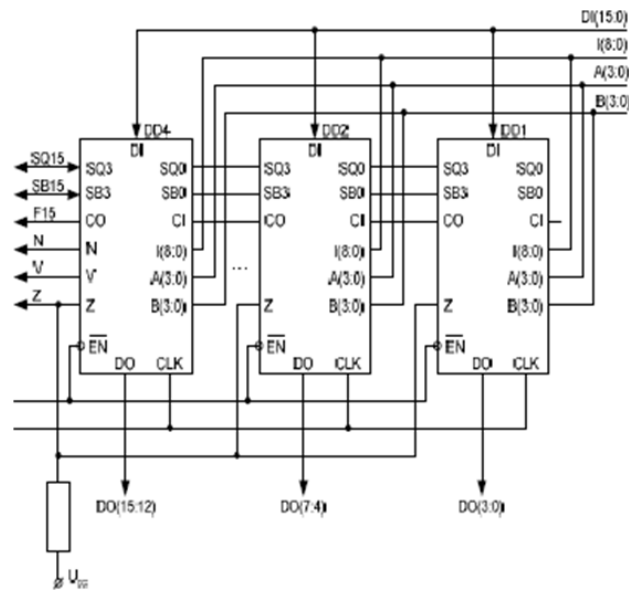 DI(15:0)
I(8:0)
A(3:0)
B(3:0)
DD4 DD2 DD1
DI DI DI
SQ15 SQ3 SQ0 SQ3 SQ0 SQ3 SQ0
SB15 SB3 SB0 SB3 SB0 SB3 SB0
F15 CO CI CO CI CO CI
N N I(8:0) I(8:0) I(8:0)
V V A(3:0) ... A(3:0) A(3:0)
Z Z B(3:0) Z B(3:0) Z B(3:0)
EN EN EN
DO CLK DO CLK DO CLK
DO(15:12) DO(7:4) DO(3:0)